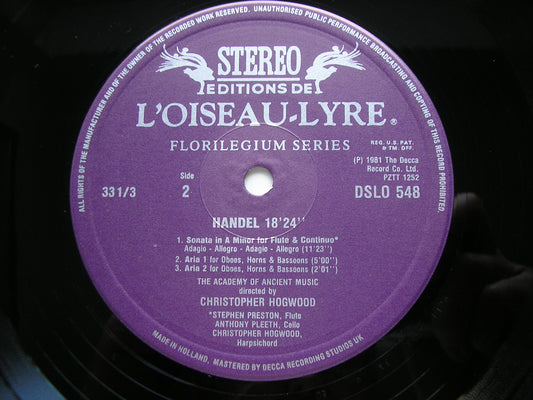 ALL RIGHTS OF THE MANUFACTURER AND OF THE OWNER OF THE RECORDED WORK RESERVED. UNAUTHORISED PUBLIC PERFORMANCE BROADCASTING AND COPYING OF THIS RECORD PROHIBITED.
STEREO
EDITIONS DE
L'OISEAU-LYRE ®
FLORILEGIUM SERIES
REG. U.S. PAT.
& TM. OFF.
(P) 1981 The Decca
Record Co. Ltd.
PZTT 1252
33 1/3
Side
2
DSLO 548
HANDEL 18'24''
1. Sonata in A Minor for Flute & Continuo*
Adagio - Allegro - Adagio - Allegro (11'23'')
2. Aria 1 for Oboes, Horns & Bassoons (5'00'')
3. Aria 2 for Oboes, Horns & Bassoons (2'01'')
THE ACADEMY OF ANCIENT MUSIC
directed by
CHRISTOPHER HOGWOOD
*STEPHEN PRESTON, Flute
ANTHONY PLEETH, Cello
CHRISTOPHER HOGWOOD,
Harpsichord
MADE IN HOLLAND, MASTERED BY DECCA RECORDING STUDIOS UK